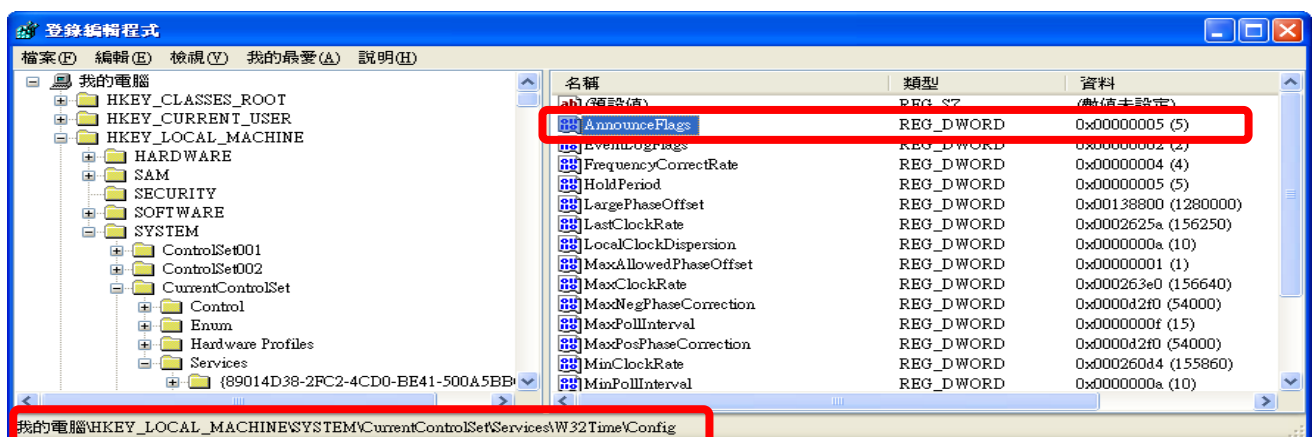 登錄編輯程式
檔案(F) 編輯(E) 檢視(V) 我的最愛(A) 說明(H)
我的電腦
HKEY_CLASSES_ROOT
HKEY_CURRENT_USER
HKEY_LOCAL_MACHINE
HARDWARE
SAM
SECURITY
SOFTWARE
SYSTEM
ControlSet001
ControlSet002
CurrentControlSet
Control
Enum
Hardware Profiles
Services
{89014D38-2FC2-4CD0-BE41-500A5BB
名稱 類型 資料
(預設值) REG_SZ (數值未設定)
AnnounceFlags REG_DWORD 0x00000005 (5)
EventLogFlags REG_DWORD 0x00000002 (2)
FrequencyCorrectRate REG_DWORD 0x00000004 (4)
HoldPeriod REG_DWORD 0x00000005 (5)
LargePhaseOffset REG_DWORD 0x00138800 (1280000)
LastClockRate REG_DWORD 0x0002625a (156250)
LocalClockDispersion REG_DWORD 0x0000000a (10)
MaxAllowedPhaseOffset REG_DWORD 0x00000001 (1)
MaxClockRate REG_DWORD 0x000263e0 (156640)
MaxNegPhaseCorrection REG_DWORD 0x0000d2f0 (54000)
MaxPollInterval REG_DWORD 0x0000000f (15)
MaxPosPhaseCorrection REG_DWORD 0x0000d2f0 (54000)
MinClockRate REG_DWORD 0x000260d4 (155860)
MinPollInterval REG_DWORD 0x0000000a (10)
我的電腦\HKEY_LOCAL_MACHINE\SYSTEM\CurrentControlSet\Services\W32Time\Config